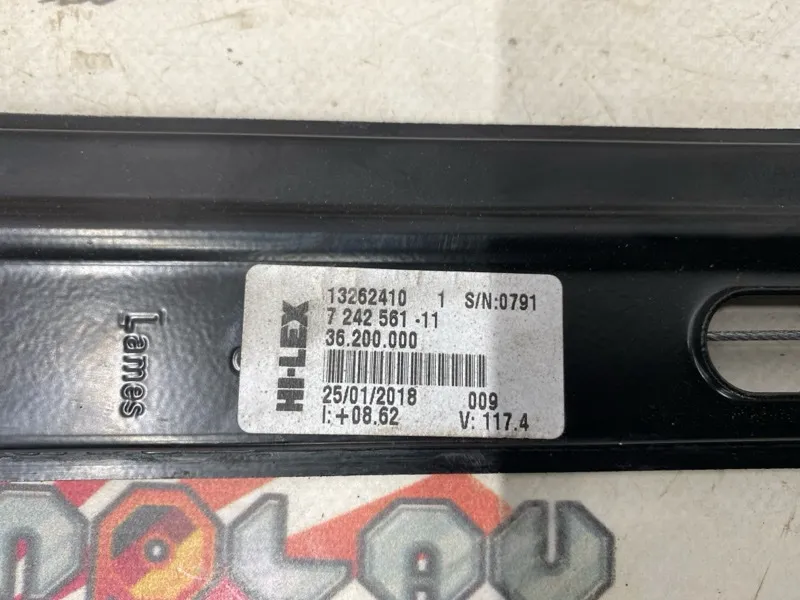 HI-LEX
13262410 1 S/N:0791
7 242 561 -11
36.200.000
25/01/2018 009
I: +08.62 V: 117.4
Lames
NOLAU